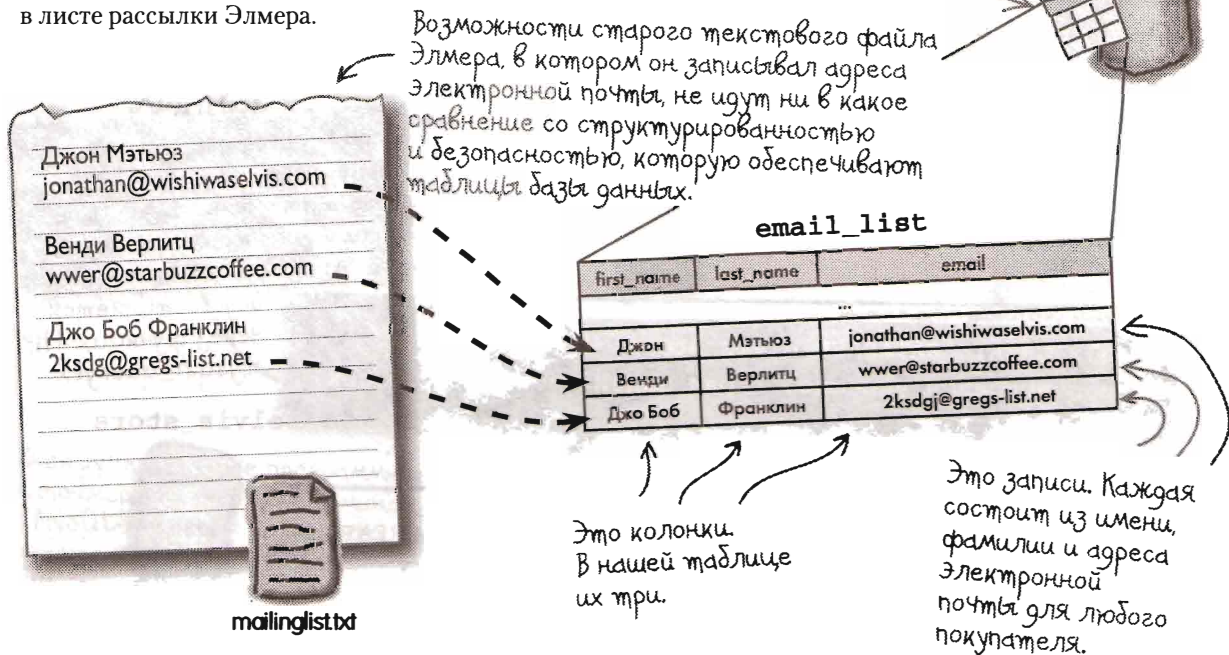 в листе рассылки Элмера.
Возможности старого текстового файла
Элмера, в котором он записывал адреса
электронной почты, не идут ни в какое
сравнение со структурированностью
и безопасностью, которую обеспечивают
таблицы базы данных.
Джон Мэтьюз
jonathan@wishiwaselvis.com
Венди Верлитц
wwer@starbuzzcoffee.com
Джо Боб Франклин
2ksdg@gregs-list.net
mailinglist.txt
email_list
first_name last_name email
...
Джон Мэтьюз jonathan@wishiwaselvis.com
Венди Верлитц wwer@starbuzzcoffee.com
Джо Боб Франклин 2ksdgj@gregs-list.net
Это колонки.
В нашей таблице
их три.
Это записи. Каждая
состоит из имени,
фамилии и адреса
электронной
почты для любого
покупателя.